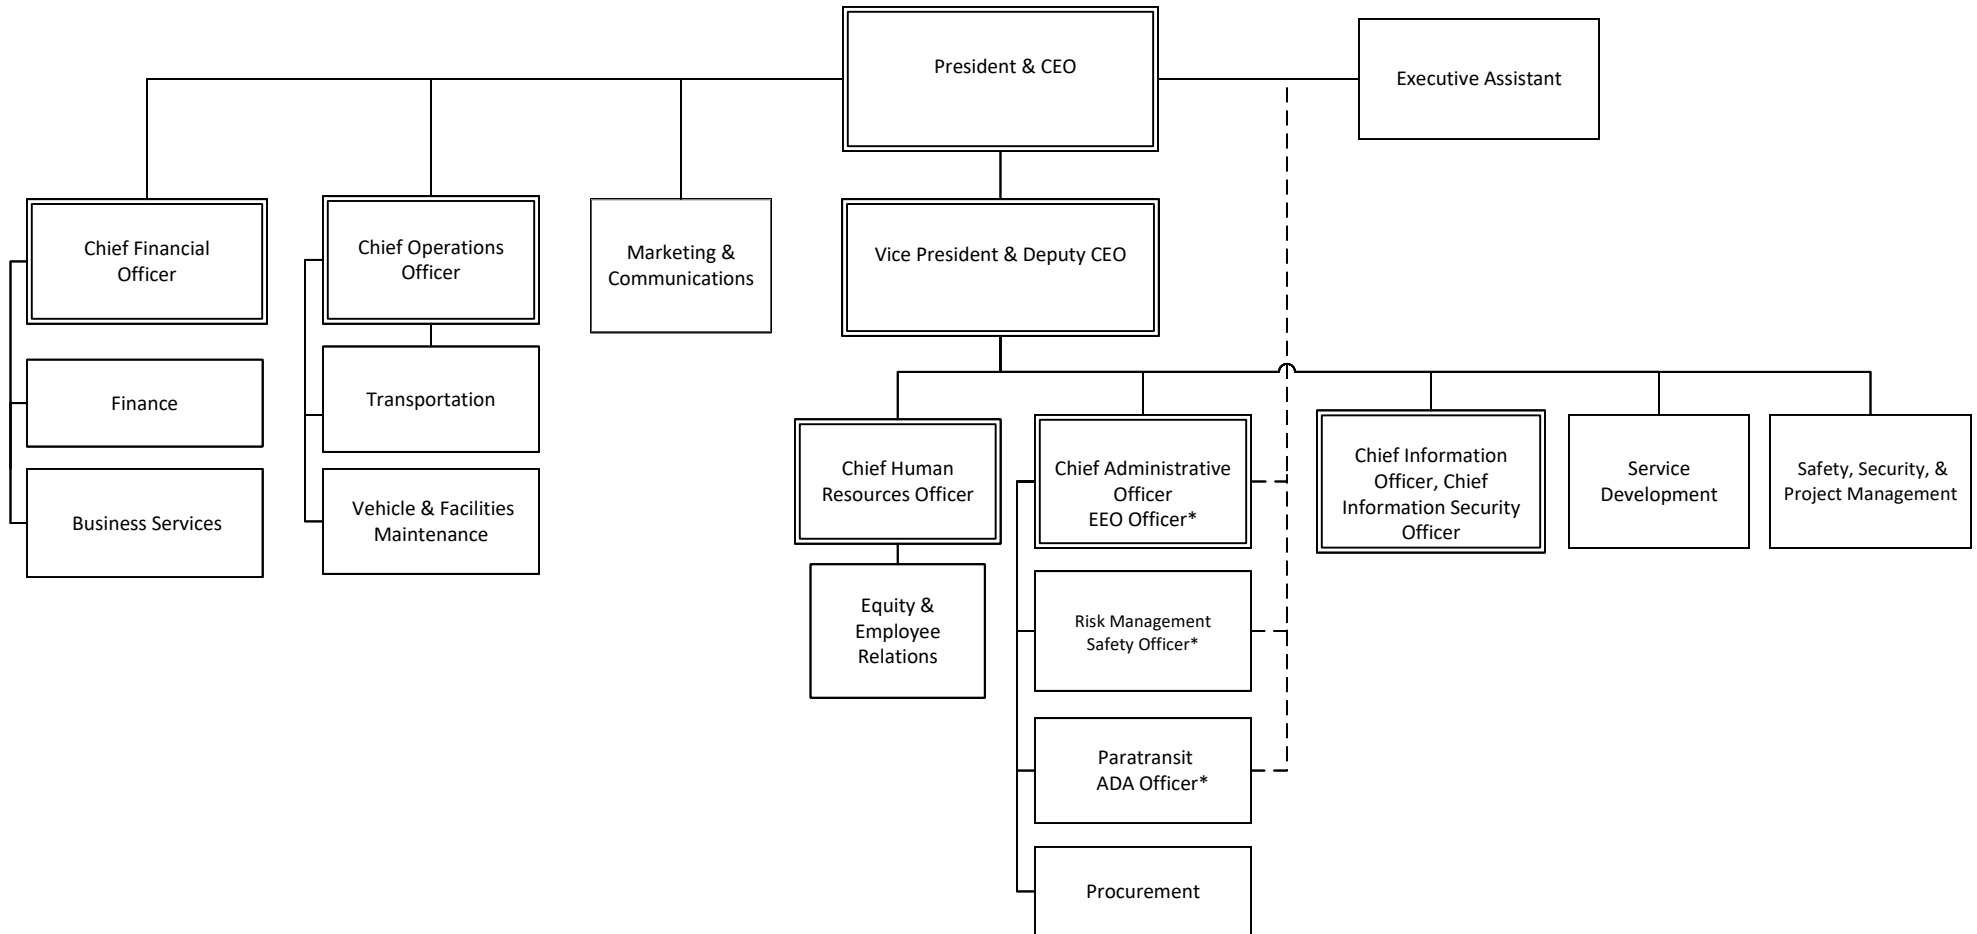 President & CEO
Executive Assistant
Chief Financial
Officer
Chief Operations
Officer
Marketing &
Communications
Vice President & Deputy CEO
Finance
Business Services
Transportation
Vehicle & Facilities
Maintenance
Chief Human
Resources Officer
Equity &
Employee
Relations
Chief Administrative
Officer
EEO Officer*
Risk Management
Safety Officer*
Paratransit
ADA Officer*
Procurement
Chief Information
Officer, Chief
Information Security
Officer
Service
Development
Safety, Security, &
Project Management